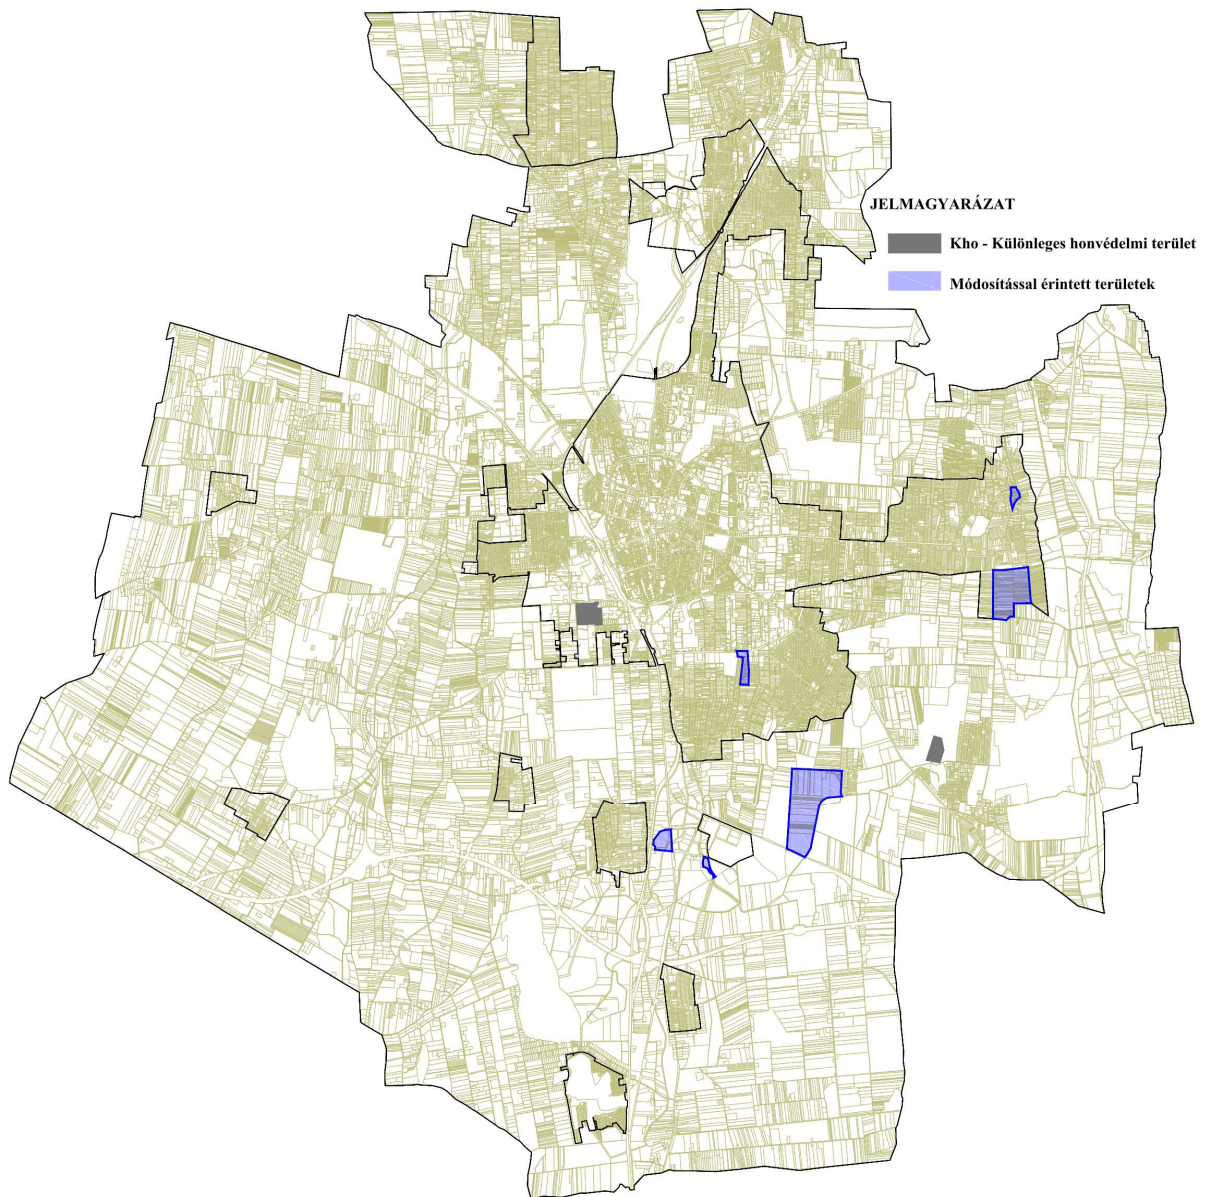 JELMAGYARÁZAT
Kho - Különleges honvédelmi terület
Módosítással érintett területek